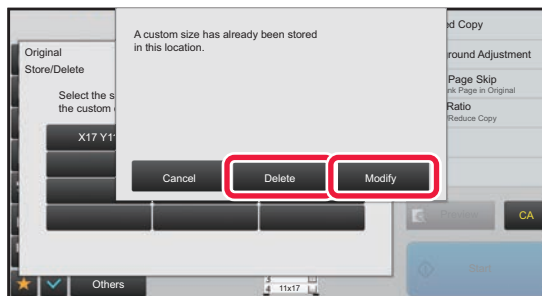 A custom size has already been stored
in this location.
Cancel
Delete
Modify
Original
Store/Delete
Select the s
the custom
X17 Y1
Others
11x17
d Copy
round Adjustment
Page Skip
nk Page in Original
Ratio
/Reduce Copy
CA
Start